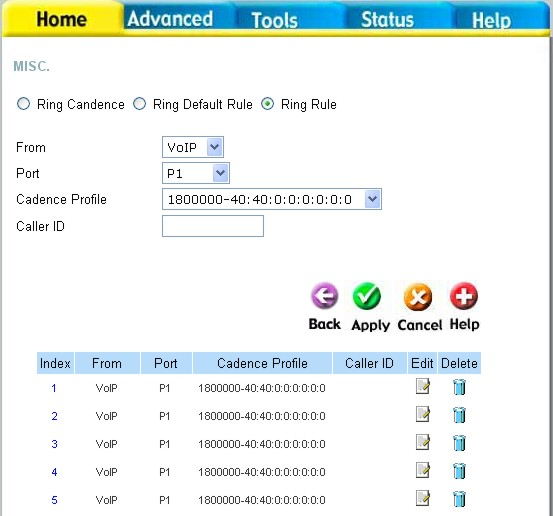 Home Advanced Tools Status Help
MISC.
Ring Candence Ring Default Rule Ring Rule
From VoIP
Port P1
Cadence Profile 1800000-40:40:0:0:0:0:0:0
Caller ID
Back Apply Cancel Help
Index From Port Cadence Profile Caller ID Edit Delete
1 VoIP P1 1800000-40:40:0:0:0:0:0:0
2 VoIP P1 1800000-40:40:0:0:0:0:0:0
3 VoIP P1 1800000-40:40:0:0:0:0:0:0
4 VoIP P1 1800000-40:40:0:0:0:0:0:0
5 VoIP P1 1800000-40:40:0:0:0:0:0:0